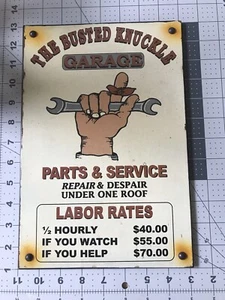 THE BUSTED KNUCKLE
GARAGE
PARTS & SERVICE
REPAIR & DESPAIR
UNDER ONE ROOF
LABOR RATES
½ HOURLY $40.00
IF YOU WATCH $55.00
IF YOU HELP $70.00